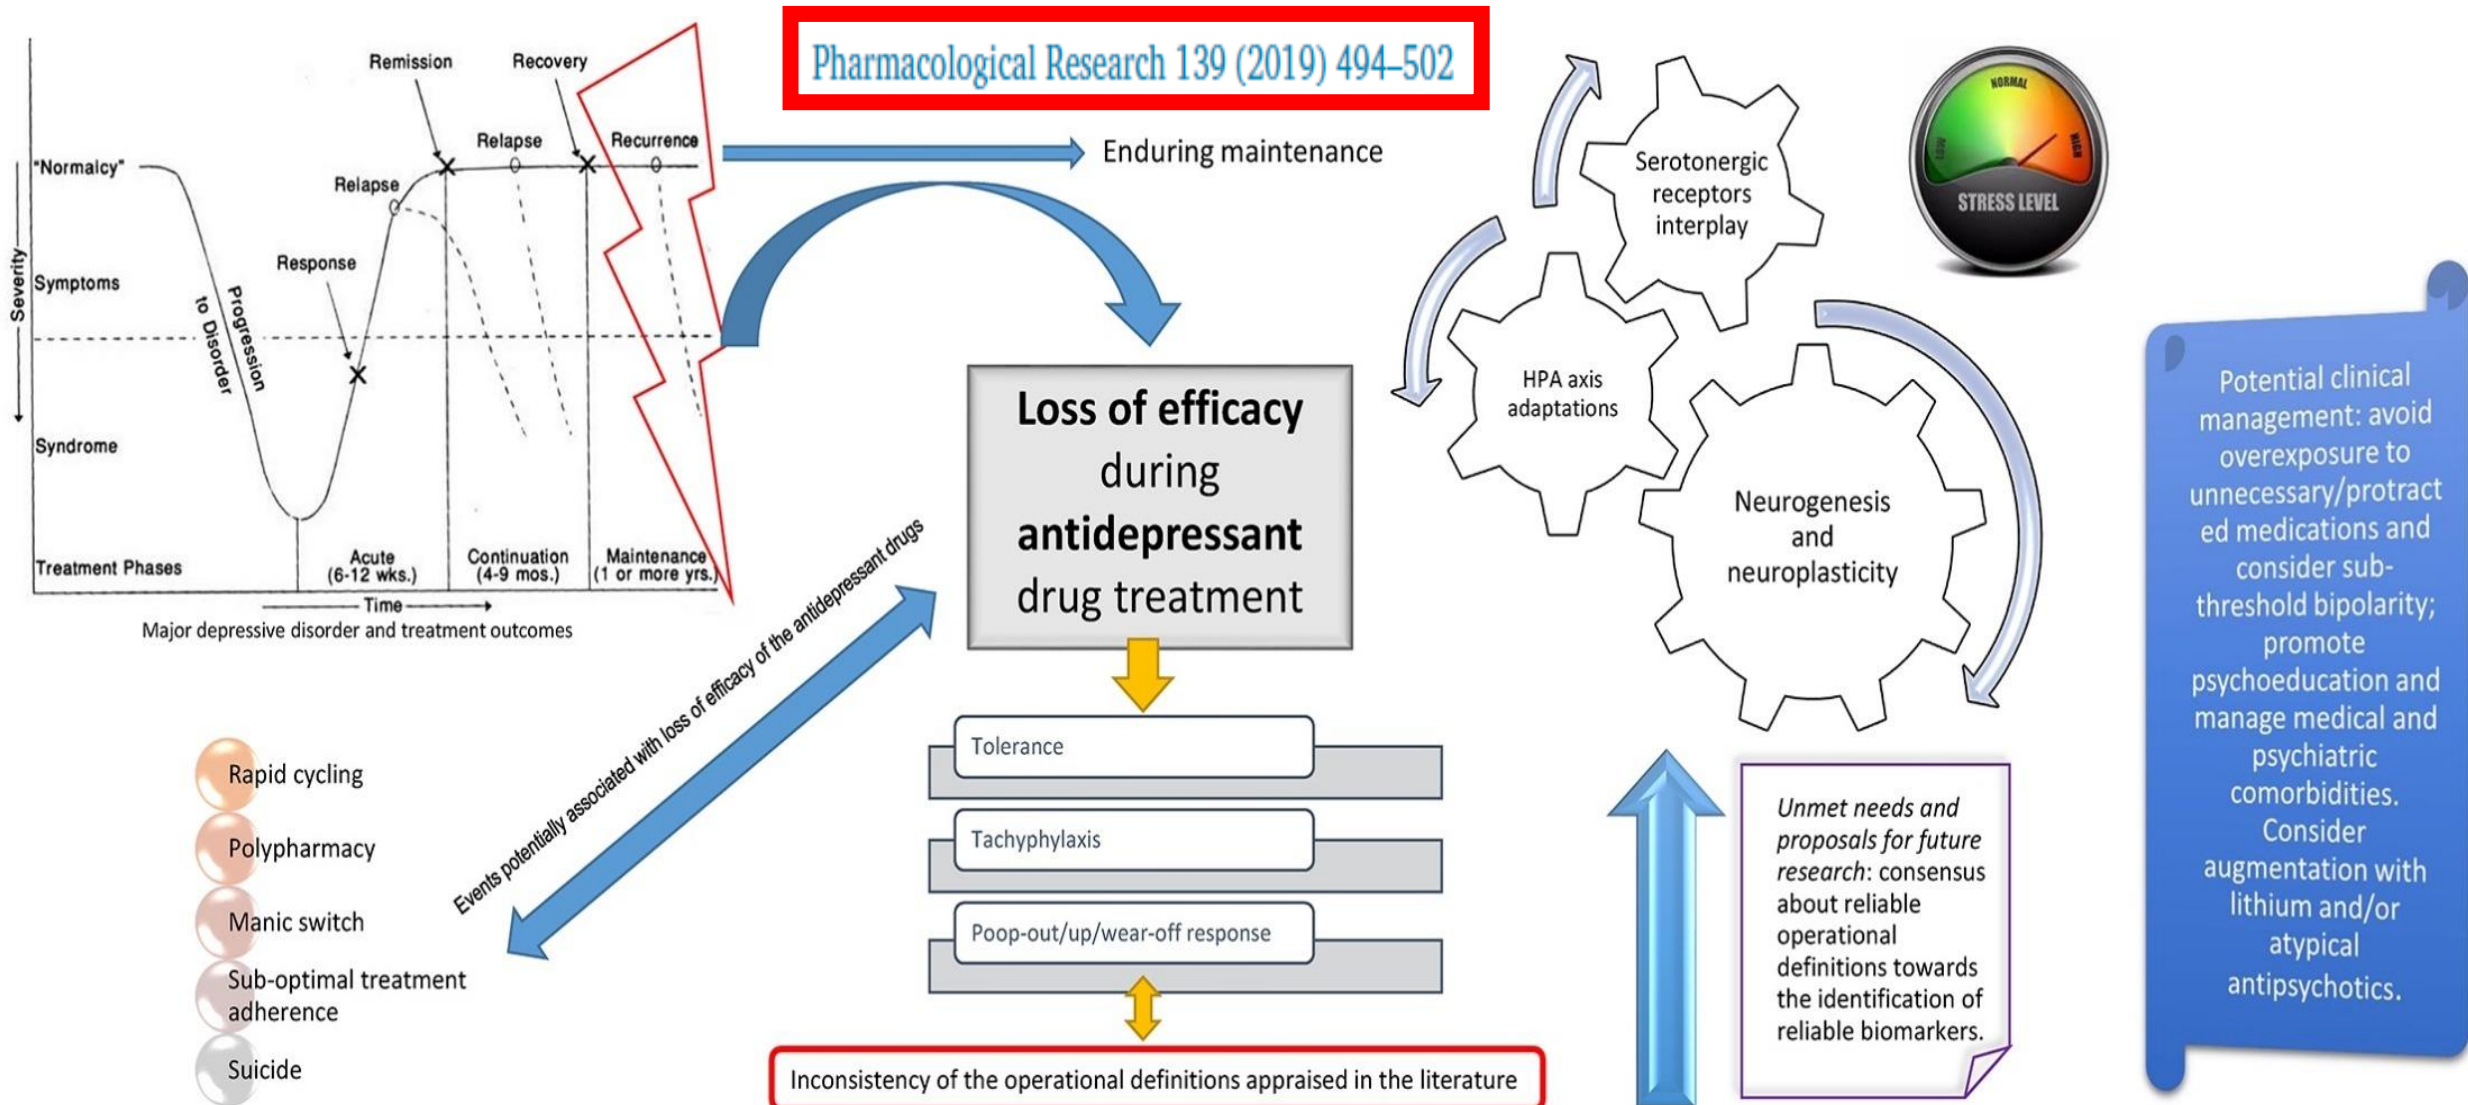 Pharmacological Research 139 (2019) 494–502
Remission
Recovery
Relapse
Recurrence
"Normalcy"
Relapse
Response
Severity
Symptoms
Progression
to Disorder
Syndrome
Treatment Phases
Acute
(6-12 wks.)
Continuation
(4-9 mos.)
Maintenance
(1 or more yrs.)
Time
Major depressive disorder and treatment outcomes
Enduring maintenance
Loss of efficacy
during
antidepressant
drug treatment
Events potentially associated with loss of efficacy of the antidepressant drugs
Rapid cycling
Polypharmacy
Manic switch
Sub-optimal treatment
adherence
Suicide
Tolerance
Tachyphylaxis
Poop-out/up/wear-off response
Inconsistency of the operational definitions appraised in the literature
Serotonergic
receptors
interplay
HPA axis
adaptations
Neurogenesis
and
neuroplasticity
LOW
NORMAL
HIGH
STRESS LEVEL
Unmet needs and
proposals for future
research: consensus
about reliable
operational
definitions towards
the identification of
reliable biomarkers.
Potential clinical
management: avoid
overexposure to
unnecessary/protract
ed medications and
consider sub-
threshold bipolarity;
promote
psychoeducation and
manage medical and
psychiatric
comorbidities.
Consider
augmentation with
lithium and/or
atypical
antipsychotics.